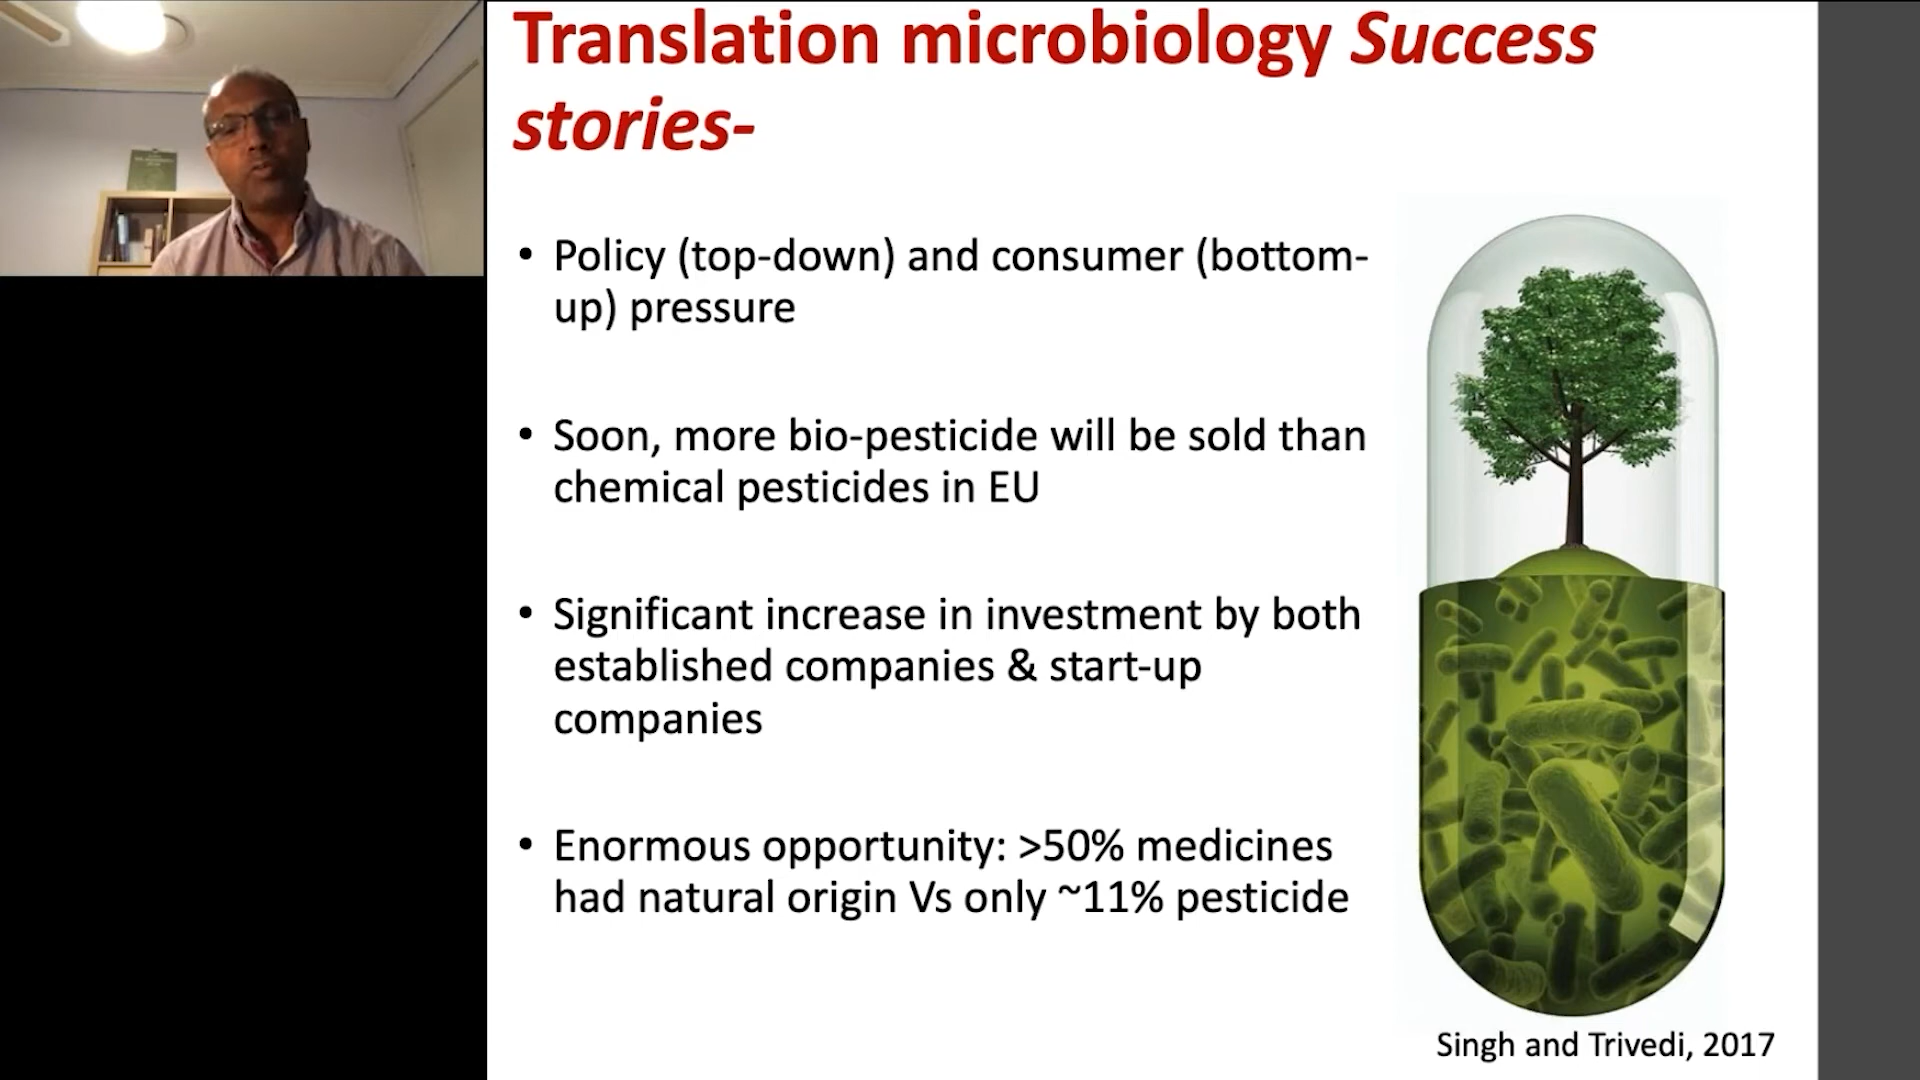 Translation microbiology Success
stories-
• Policy (top-down) and consumer (bottom-
up) pressure
• Soon, more bio-pesticide will be sold than
chemical pesticides in EU
• Significant increase in investment by both
established companies & start-up
companies
• Enormous opportunity: >50% medicines
had natural origin Vs only ~11% pesticide
Singh and Trivedi, 2017